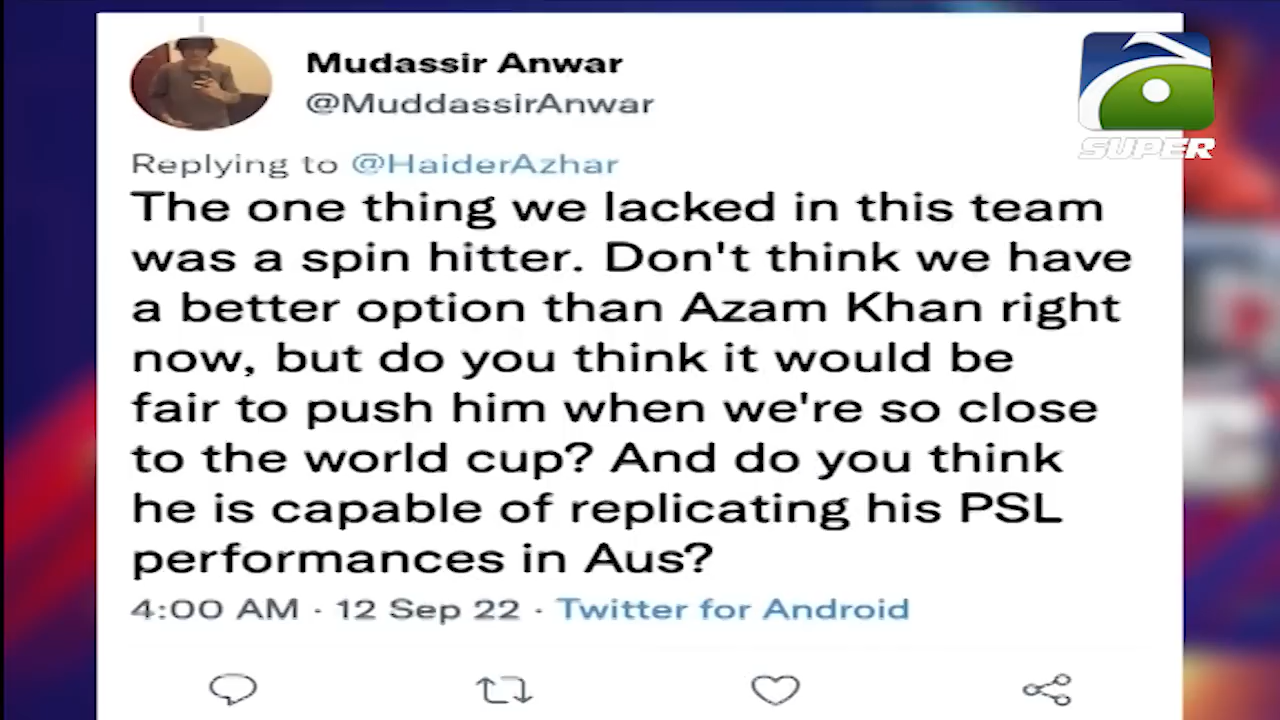 Mudassir Anwar
@MuddassirAnwar
SUPER
Replying to @HaiderAzhar
The one thing we lacked in this team
was a spin hitter. Don't think we have
a better option than Azam Khan right
now, but do you think it would be
fair to push him when we're so close
to the world cup? And do you think
he is capable of replicating his PSL
performances in Aus?
4:00 AM · 12 Sep 22 · Twitter for Android